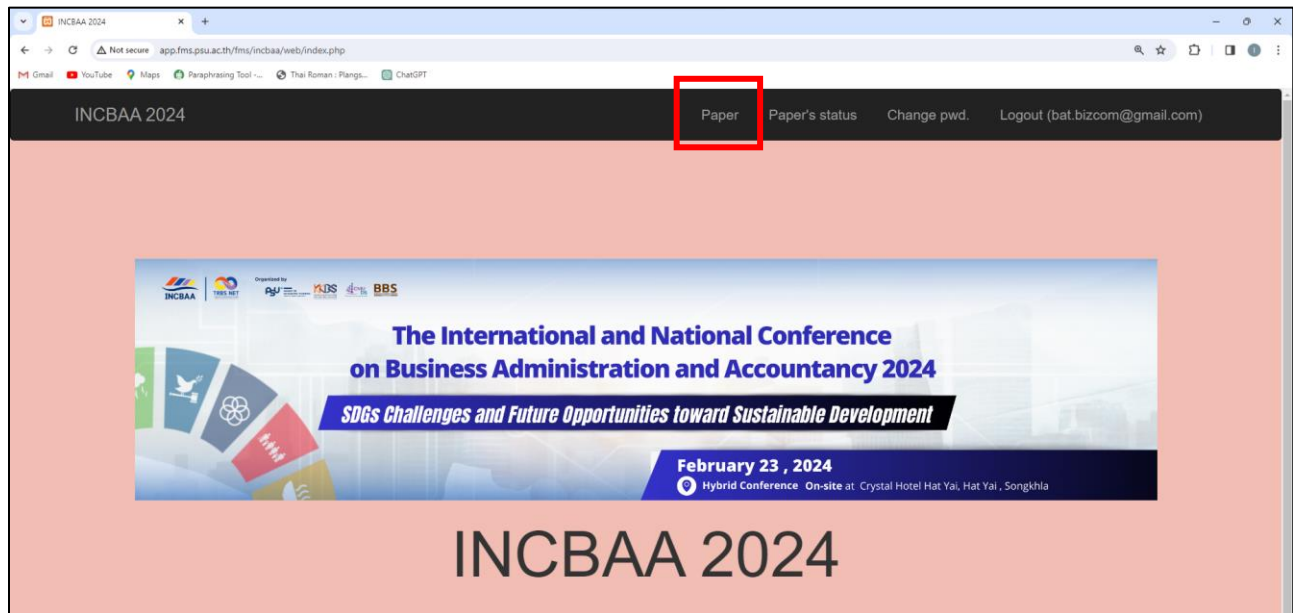 INCBAA 2024
Not secure app.fms.psu.ac.th/fms/incbaa/web/index.php
Gmail YouTube Maps Paraphrasing Tool -... Thai Roman : Plangs... ChatGPT
INCBAA 2024 Paper Paper's status Change pwd. Logout (bat.bizcom@gmail.com)
INCBAA TRBS NET Organized by PSU BBS
The International and National Conference
on Business Administration and Accountancy 2024
SDGs Challenges and Future Opportunities toward Sustainable Development
February 23 , 2024
Hybrid Conference On-site at Crystal Hotel Hat Yai, Hat Yai , Songkhla
INCBAA 2024